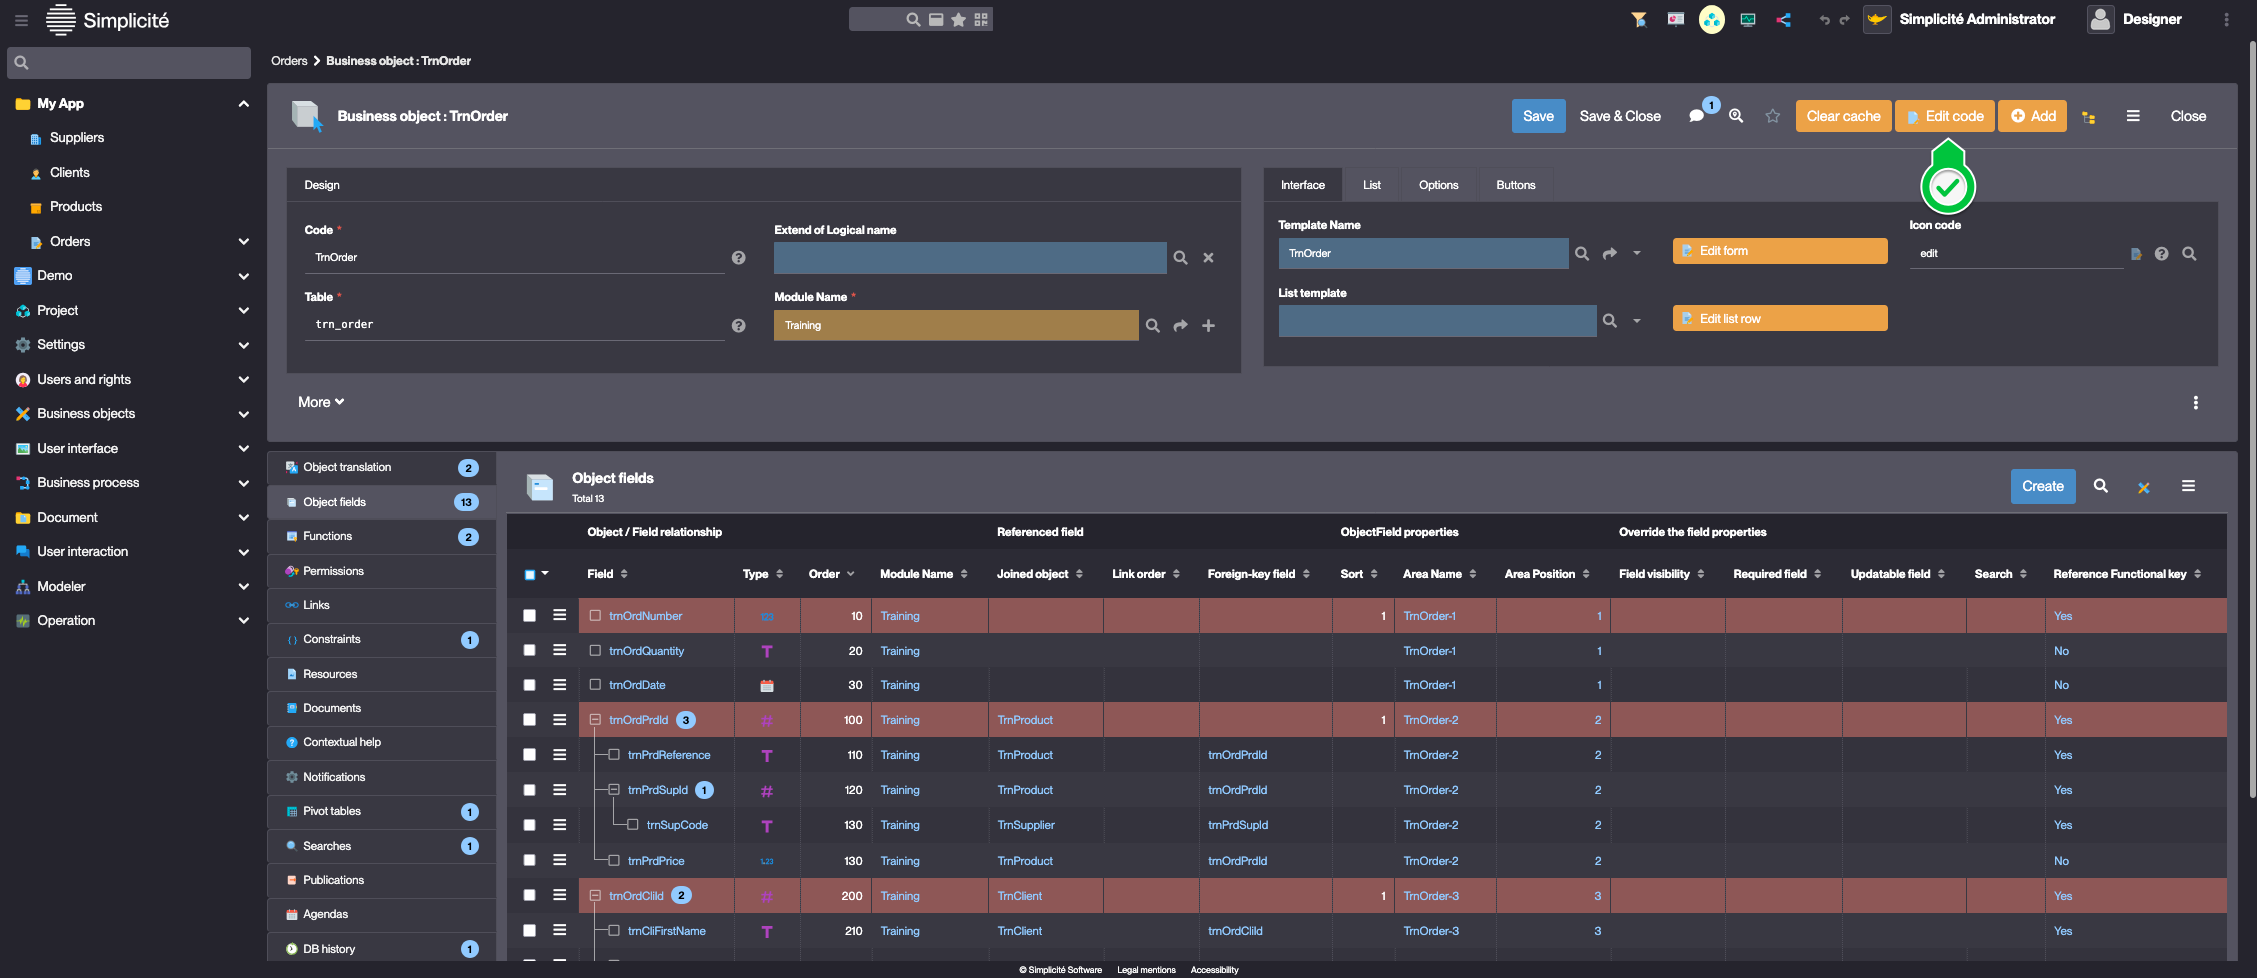 Simplicité
Simplicité Administrator
Designer
Orders
Business object : TrnOrder
My App
Suppliers
Clients
Products
Orders
Demo
Project
Settings
Users and rights
Business objects
User interface
Business process
Document
User interaction
Modeler
Operation
Business object : TrnOrder
Save
Save & Close
1
Clear cache
Edit code
Add
Close
Design
Code *
TrnOrder
Extend of Logical name
Table *
trn_order
Module Name *
Training
Interface
List
Options
Buttons
Template Name
TrnOrder
Edit form
Icon code
edit
List template
Edit list row
More
Object translation 2
Object fields 13
Functions 2
Permissions
Links
Constraints 1
Resources
Documents
Contextual help
Notifications
Pivot tables 1
Searches 1
Publications
Agendas
DB history 1
Object fields
Total 13
Create
Object / Field relationship Referenced field ObjectField properties Override the field properties
Field Type Order Module Name Joined object Link order Foreign-key field Sort Area Name Area Position Field visibility Required field Updatable field Search Reference Functional key
trnOrdNumber 123 10 Training 1 TrnOrder-1 1 Yes
trnOrdQuantity 20 Training TrnOrder-1 1 No
trnOrdDate 30 Training TrnOrder-1 1 No
trnOrdPrdId 3 # 100 Training TrnProduct 1 TrnOrder-2 2 Yes
trnPrdReference 110 Training TrnProduct trnOrdPrdId TrnOrder-2 2 Yes
trnPrdSupId 1 # 120 Training TrnProduct trnOrdPrdId TrnOrder-2 2 Yes
trnSupCode 130 Training TrnSupplier trnPrdSupId TrnOrder-2 2 Yes
trnPrdPrice 1.23 130 Training TrnProduct trnOrdPrdId TrnOrder-2 2 No
trnOrdCliId 2 # 200 Training TrnClient 1 TrnOrder-3 3 Yes
trnCliFirstName 210 Training TrnClient trnOrdCliId TrnOrder-3 3 Yes
© Simplicité Software Legal mentions Accessibility